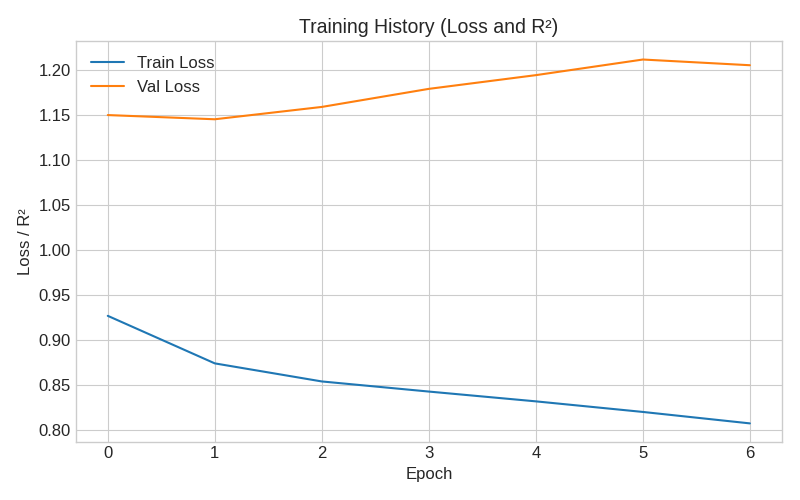 Training History (Loss and R²)
Train Loss
Val Loss
Loss / R²
1.20
1.15
1.10
1.05
1.00
0.95
0.90
0.85
0.80
0 1 2 3 4 5 6
Epoch